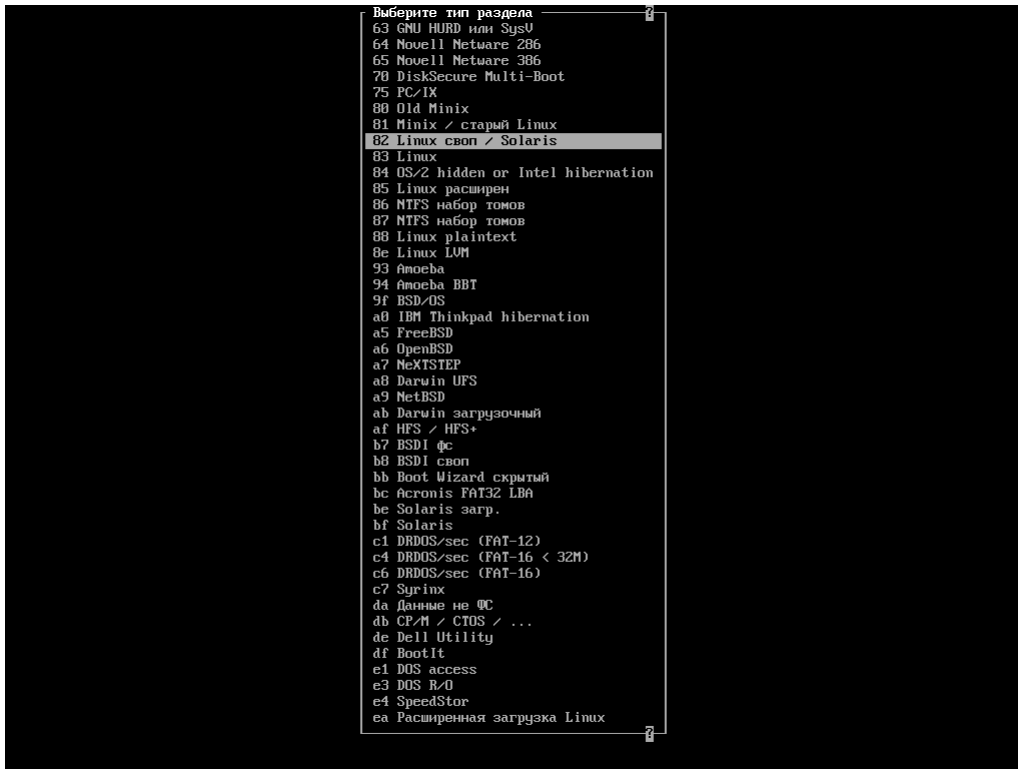 Выберите тип раздела ?
63 GNU HURD или SysV
64 Novell Netware 286
65 Novell Netware 386
70 DiskSecure Multi-Boot
75 PC/IX
80 Old Minix
81 Minix / старый Linux
82 Linux своп / Solaris
83 Linux
84 OS/2 hidden or Intel hibernation
85 Linux расширен
86 NTFS набор томов
87 NTFS набор томов
88 Linux plaintext
8e Linux LVM
93 Amoeba
94 Amoeba BBT
9f BSD/OS
a0 IBM Thinkpad hibernation
a5 FreeBSD
a6 OpenBSD
a7 NeXTSTEP
a8 Darwin UFS
a9 NetBSD
ab Darwin загрузочный
af HFS / HFS+
b7 BSDI фс
b8 BSDI своп
bb Boot Wizard скрытый
bc Acronis FAT32 LBA
be Solaris загр.
bf Solaris
c1 DRDOS/sec (FAT-12)
c4 DRDOS/sec (FAT-16 < 32M)
c6 DRDOS/sec (FAT-16)
c7 Syrinx
da Данные не ФС
db CP/M / CTOS / ...
de Dell Utility
df BootIt
e1 DOS access
e3 DOS R/O
e4 SpeedStor
ea Расширенная загрузка Linux
?